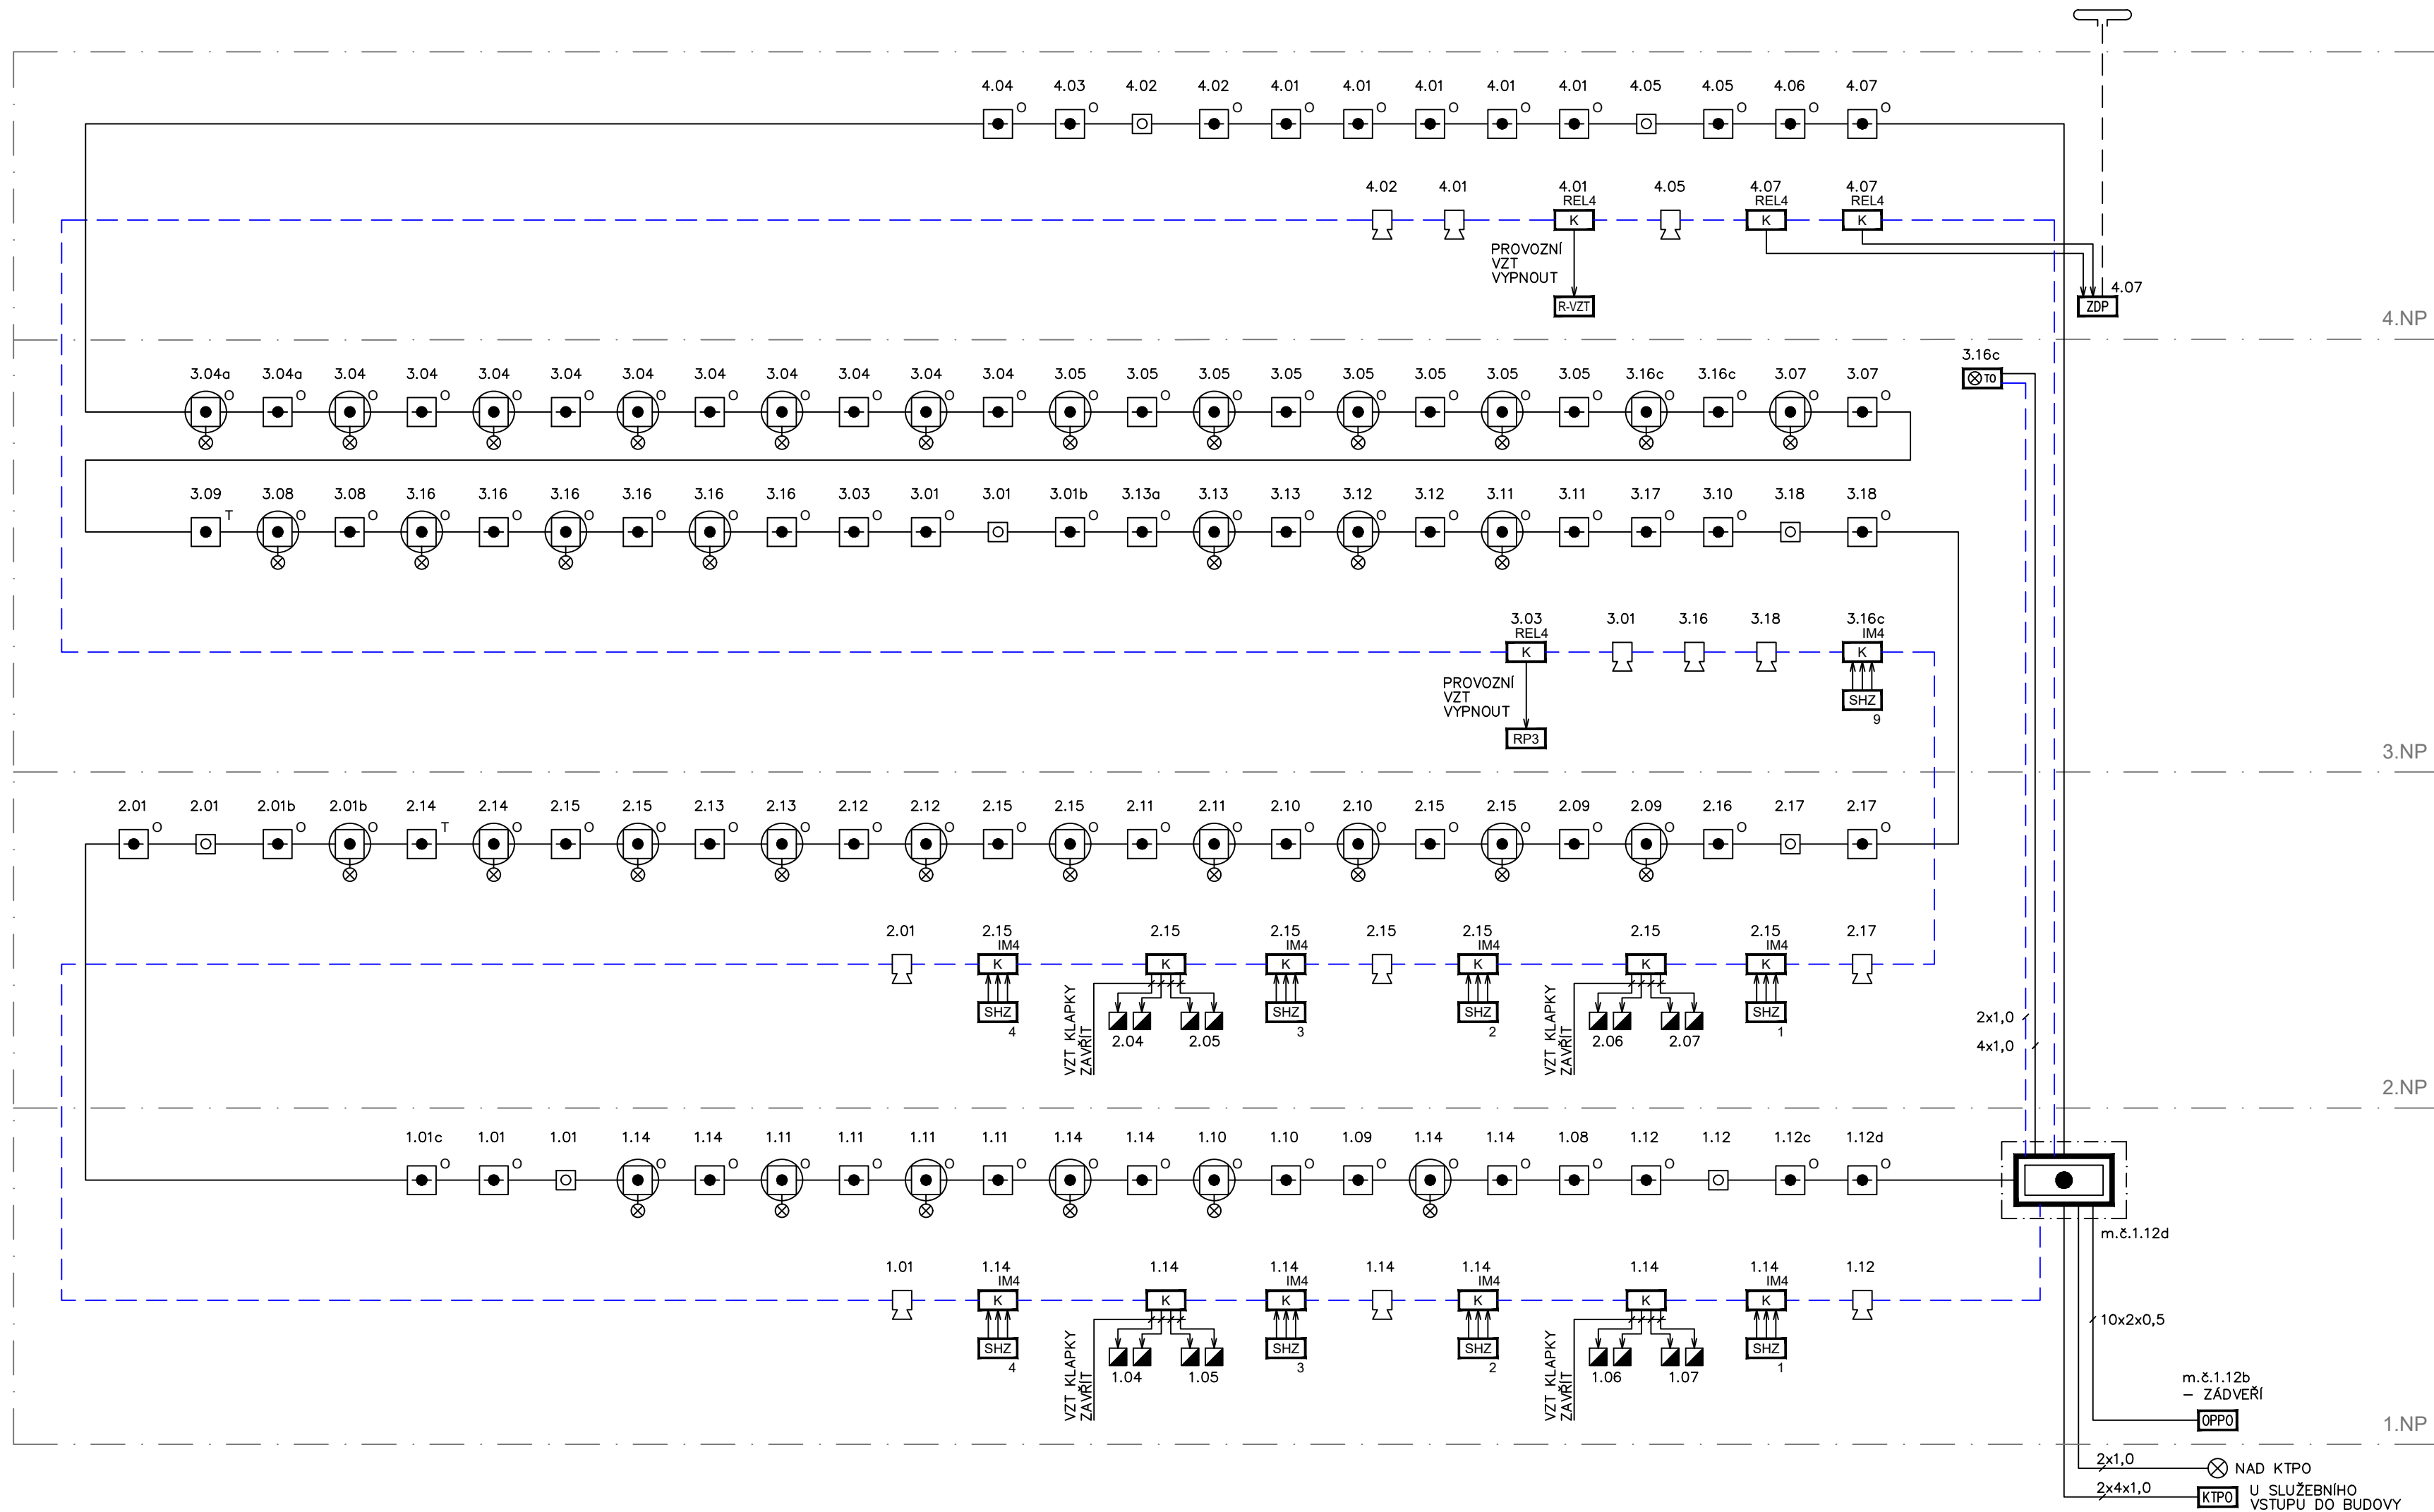 4.04 4.03 4.02 4.02 4.01 4.01 4.01 4.01 4.01 4.05 4.05 4.06 4.07
O O O O O O O O O O O
4.02 4.01 4.01 4.05 4.07 4.07
REL4 REL4 REL4
K K K
PROVOZNÍ
VZT
VYPNOUT
R-VZT
4.07
ZDP
4.NP
3.16c
TO
3.04a 3.04a 3.04 3.04 3.04 3.04 3.04 3.04 3.04 3.04 3.04 3.04 3.05 3.05 3.05 3.05 3.05 3.05 3.05 3.05 3.16c 3.16c 3.07 3.07
O O O O O O O O O O O O O O O O O O O O O O O O
3.09 3.08 3.08 3.16 3.16 3.16 3.16 3.16 3.16 3.03 3.01 3.01 3.01b 3.13a 3.13 3.13 3.12 3.12 3.11 3.11 3.17 3.10 3.18 3.18
T O O O O O O O O O O O O O O O O O O O O O
3.03 3.01 3.16 3.18 3.16c
REL4 IM4
K K
PROVOZNÍ
VZT
VYPNOUT
SHZ
9
RP3
3.NP
2.01 2.01 2.01b 2.01b 2.14 2.14 2.15 2.15 2.13 2.13 2.12 2.12 2.15 2.15 2.11 2.11 2.10 2.10 2.15 2.15 2.09 2.09 2.16 2.17 2.17
O O O T O O O O O O O O O O O O O O O O O O O
2.01 2.15 2.15 2.15 2.15 2.15 2.15 2.15 2.17
IM4 IM4 IM4 IM4
K K K K K K
VZT KLAPKY
ZAVŘÍT
VZT KLAPKY
ZAVŘÍT
SHZ SHZ SHZ SHZ
4 3 2 1
2.04 2.05 2.06 2.07
2x1,0
4x1,0
2.NP
1.01c 1.01 1.01 1.14 1.14 1.11 1.11 1.11 1.11 1.14 1.14 1.10 1.10 1.09 1.14 1.14 1.08 1.12 1.12 1.12c 1.12d
O O O O O O O O O O O O O O O O O O O
m.č.1.12d
1.01 1.14 1.14 1.14 1.14 1.14 1.14 1.14 1.12
IM4 IM4 IM4 IM4
K K K K K K
VZT KLAPKY
ZAVŘÍT
VZT KLAPKY
ZAVŘÍT
SHZ SHZ SHZ SHZ
4 3 2 1
1.04 1.05 1.06 1.07
10x2x0,5
m.č.1.12b
– ZÁDVEŘÍ
OPPO
1.NP
2x1,0
NAD KTPO
2x4x1,0
KTPO
U SLUŽEBNÍHO
VSTUPU DO BUDOVY